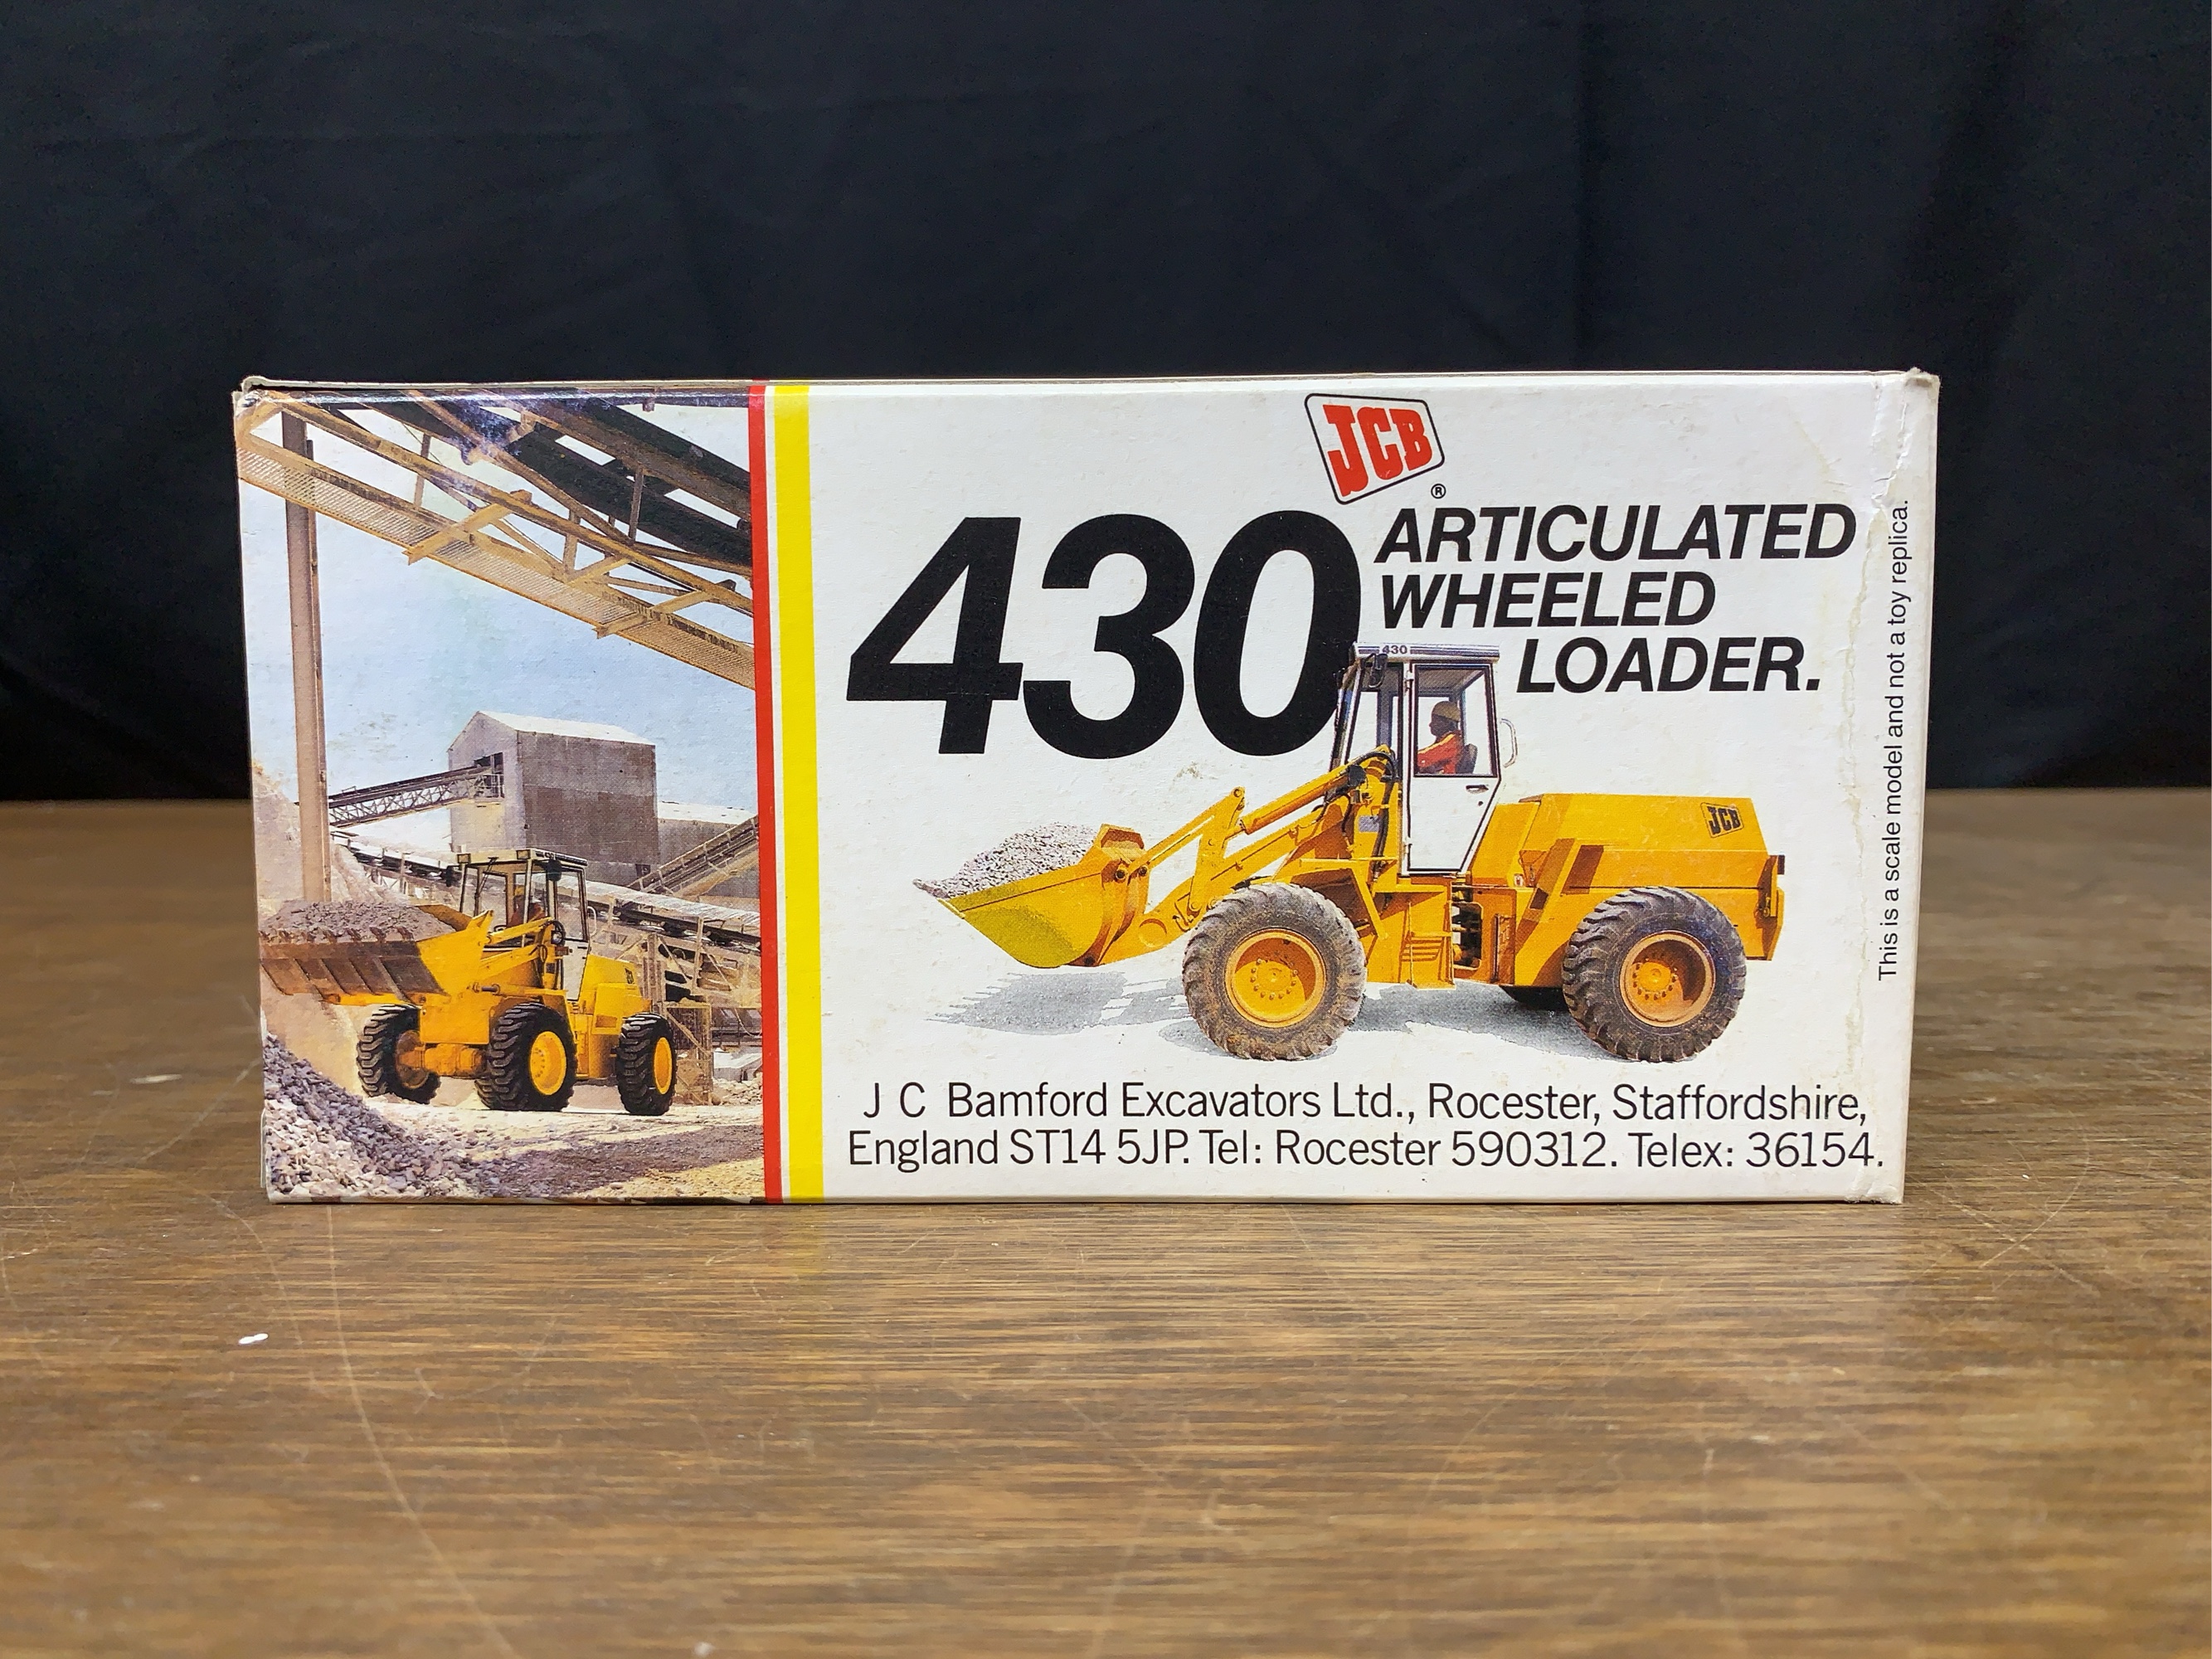 JCB
®
430 ARTICULATED
WHEELED
LOADER.
430
JCB
J C Bamford Excavators Ltd., Rocester, Staffordshire,
England ST14 5JP. Tel: Rocester 590312. Telex: 36154.
This is a scale model and not a toy replica.